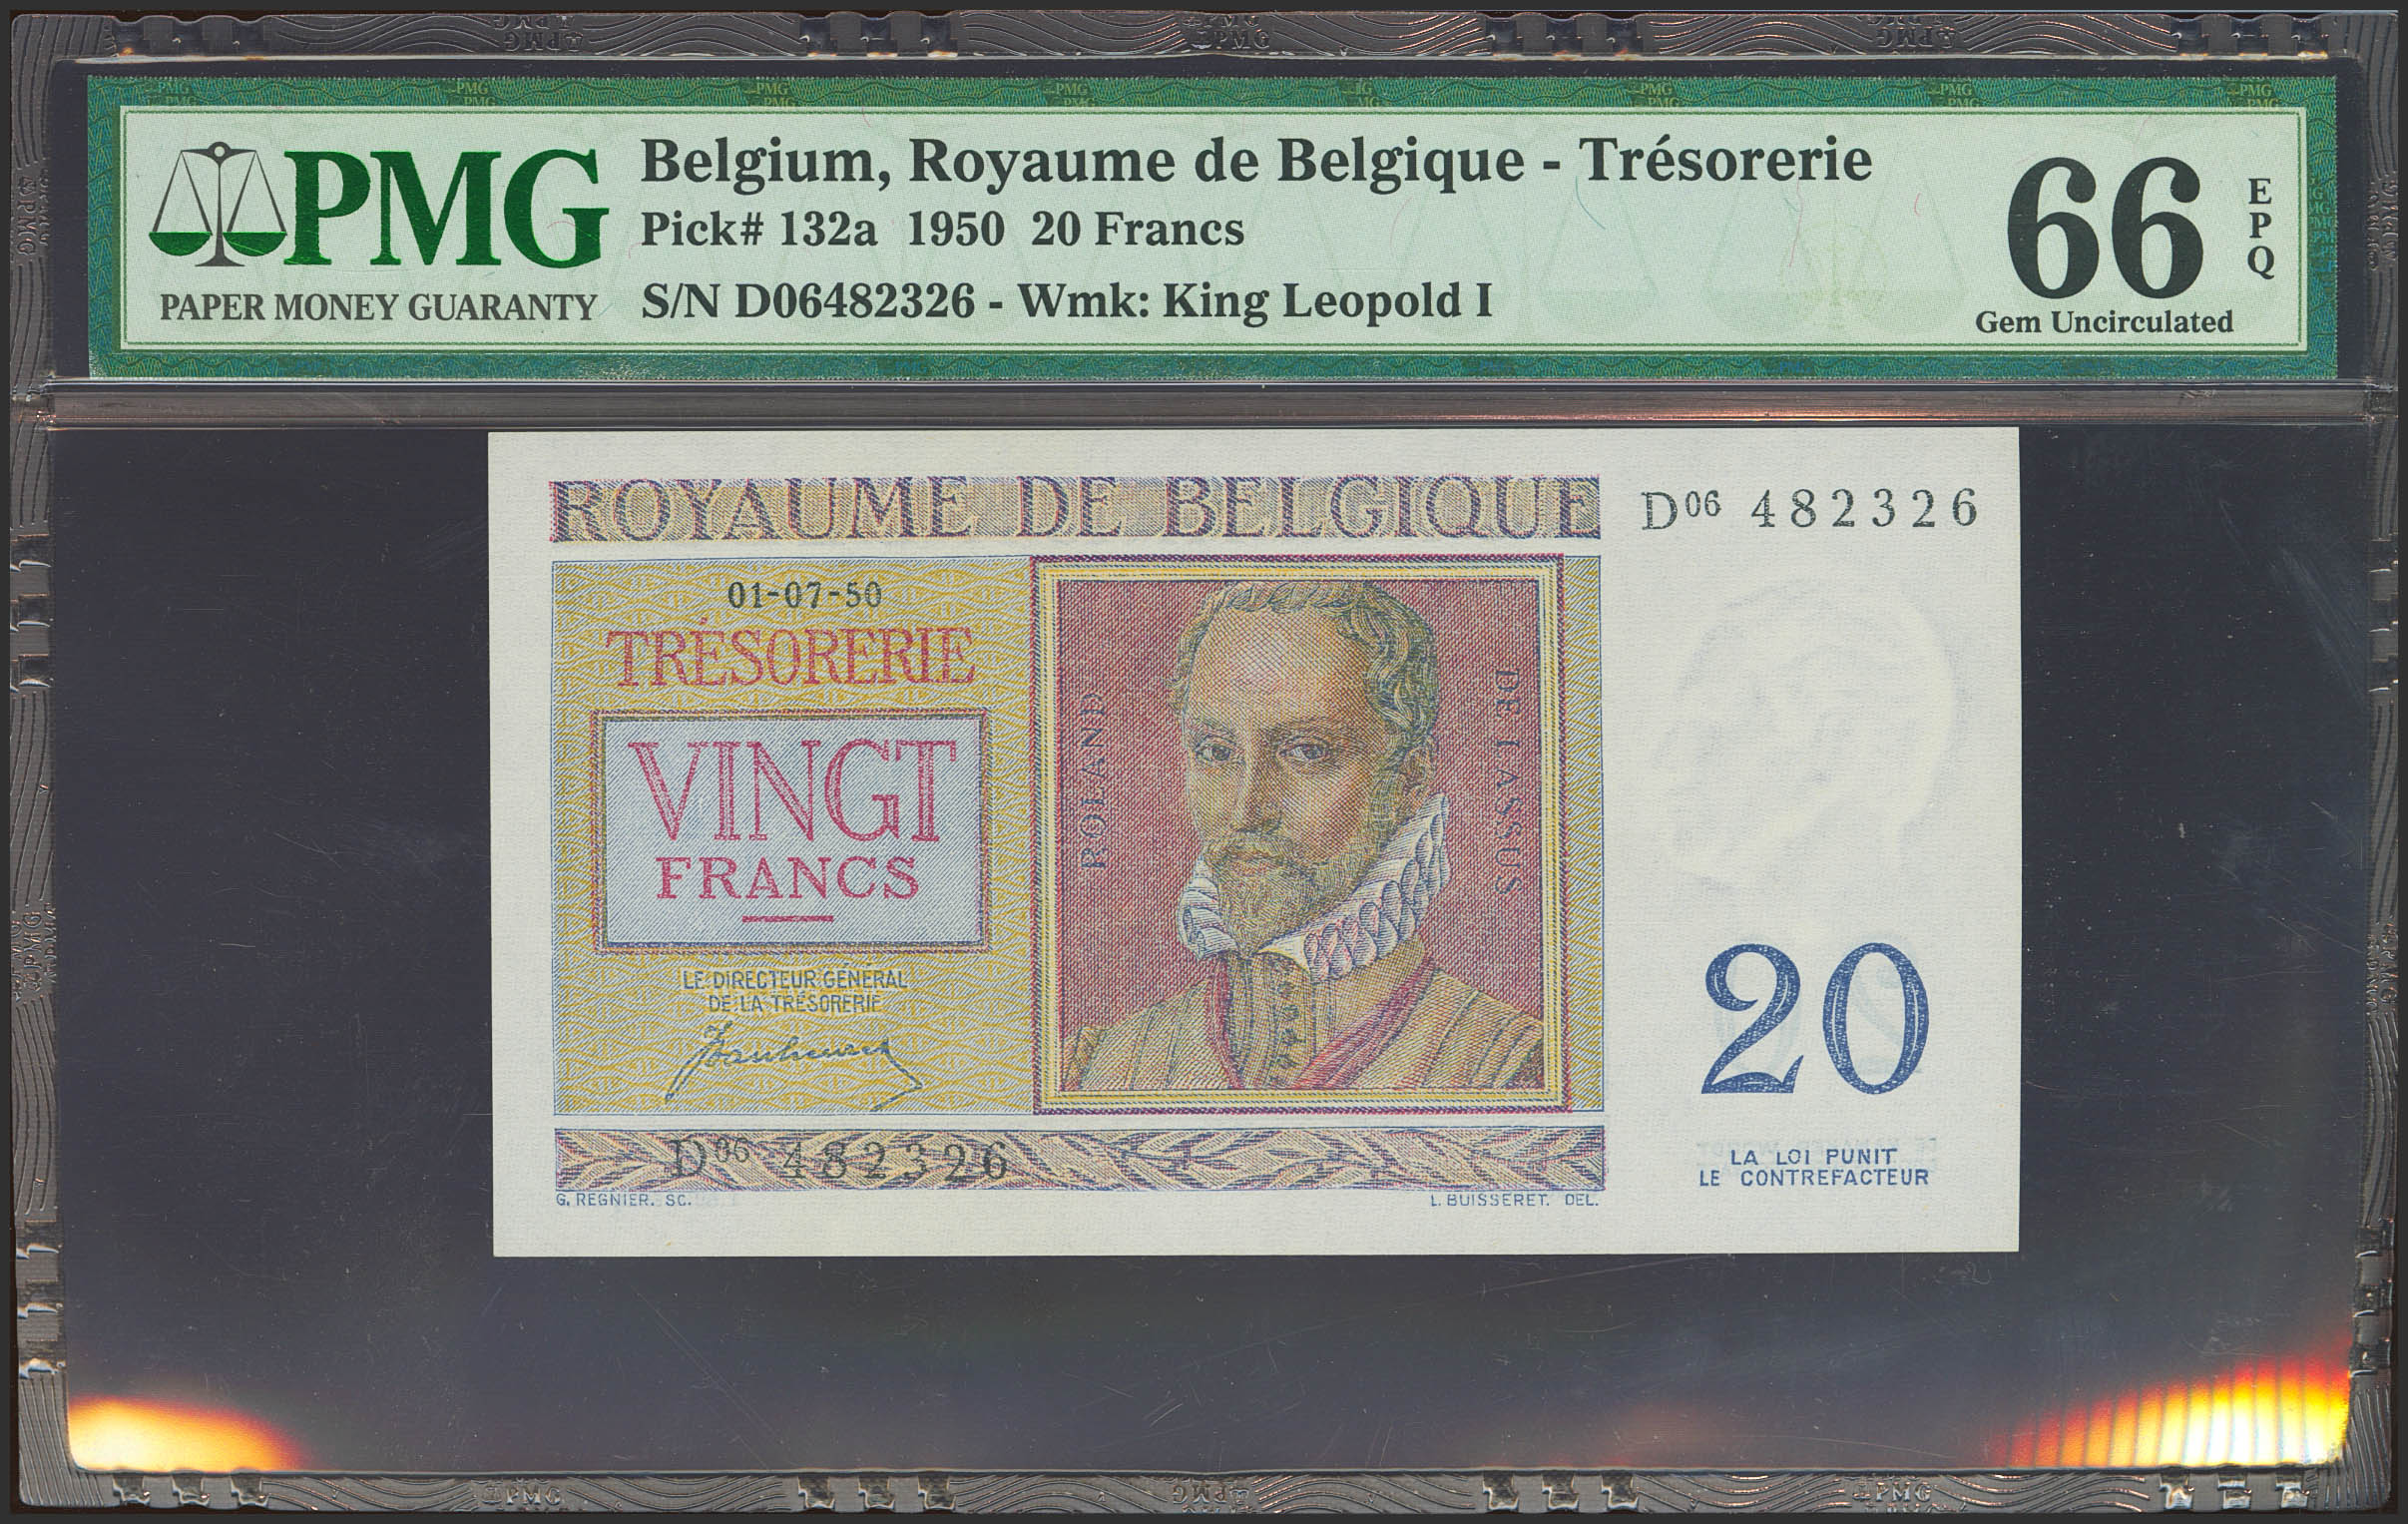 PMG
PAPER MONEY GUARANTY
Belgium, Royaume de Belgique - Trésorerie
Pick# 132a 1950 20 Francs
S/N D06482326 - Wmk: King Leopold I
66
EPQ
Gem Uncirculated
ROYAUME DE BELGIQUE
D06 482326
01-07-50
TRÉSORERIE
VINGT
FRANCS
LE DIRECTEUR GÉNÉRAL
DE LA TRÉSORERIE
ROLAND
DE LASSUS
20
D06 482326
LA LOI PUNIT
LE CONTREFACTEUR
G. REGNIER. SC.
L. BUISSERET. DEL.